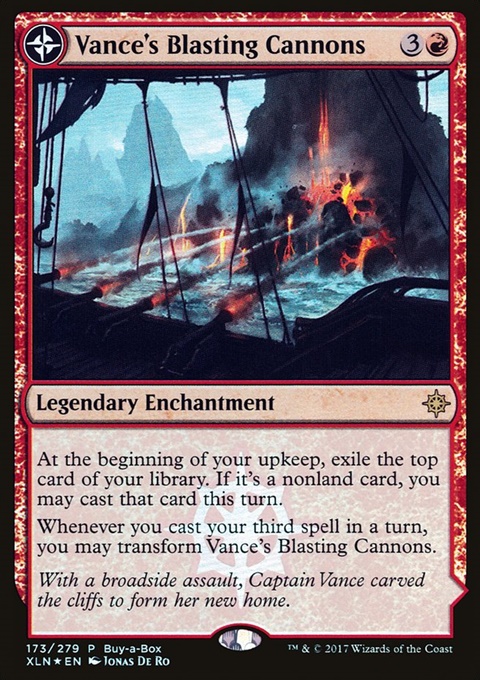 Vance's Blasting Cannons 3
Legendary Enchantment
At the beginning of your upkeep, exile the top
card of your library. If it's a nonland card, you
may cast that card this turn.
Whenever you cast your third spell in a turn,
you may transform Vance's Blasting Cannons.
With a broadside assault, Captain Vance carved
the cliffs to form her new home.
173/279 P Buy-a-Box
XLN★EN Jonas De Ro
™ & © 2017 Wizards of the Coast